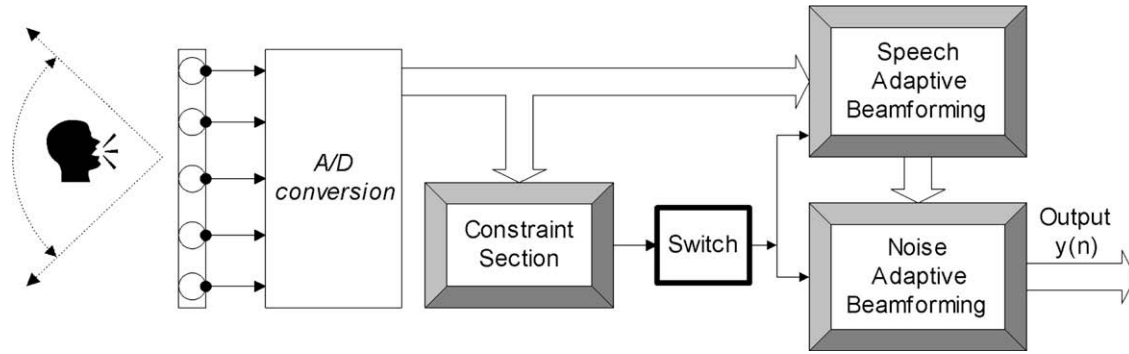 A/D
conversion
Constraint
Section
Switch
Speech
Adaptive
Beamforming
Noise
Adaptive
Beamforming
Output
y(n)